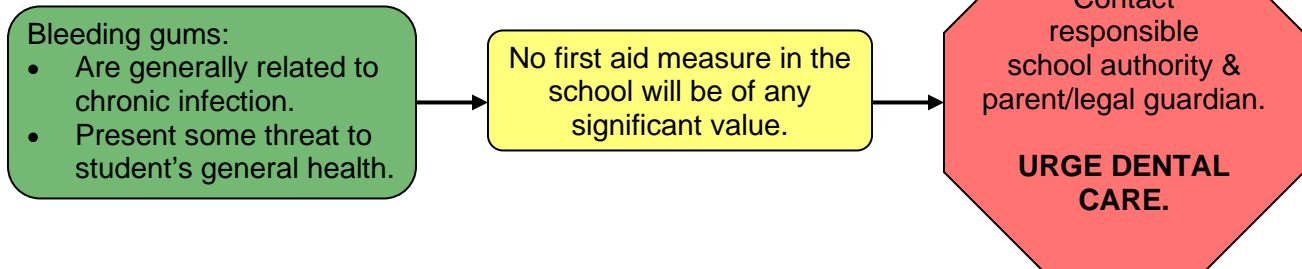 Bleeding gums:
• Are generally related to
chronic infection.
• Present some threat to
student’s general health.
No first aid measure in the
school will be of any
significant value.
Contact
responsible
school authority &
parent/legal guardian.
URGE DENTAL
CARE.